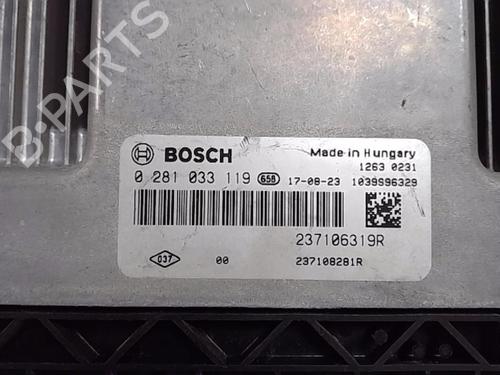 B-PARTS
BOSCH Made in Hungary
1263 0231
0 281 033 119 658 17-08-23 1039S96329
237106319R
037 00 237108281R